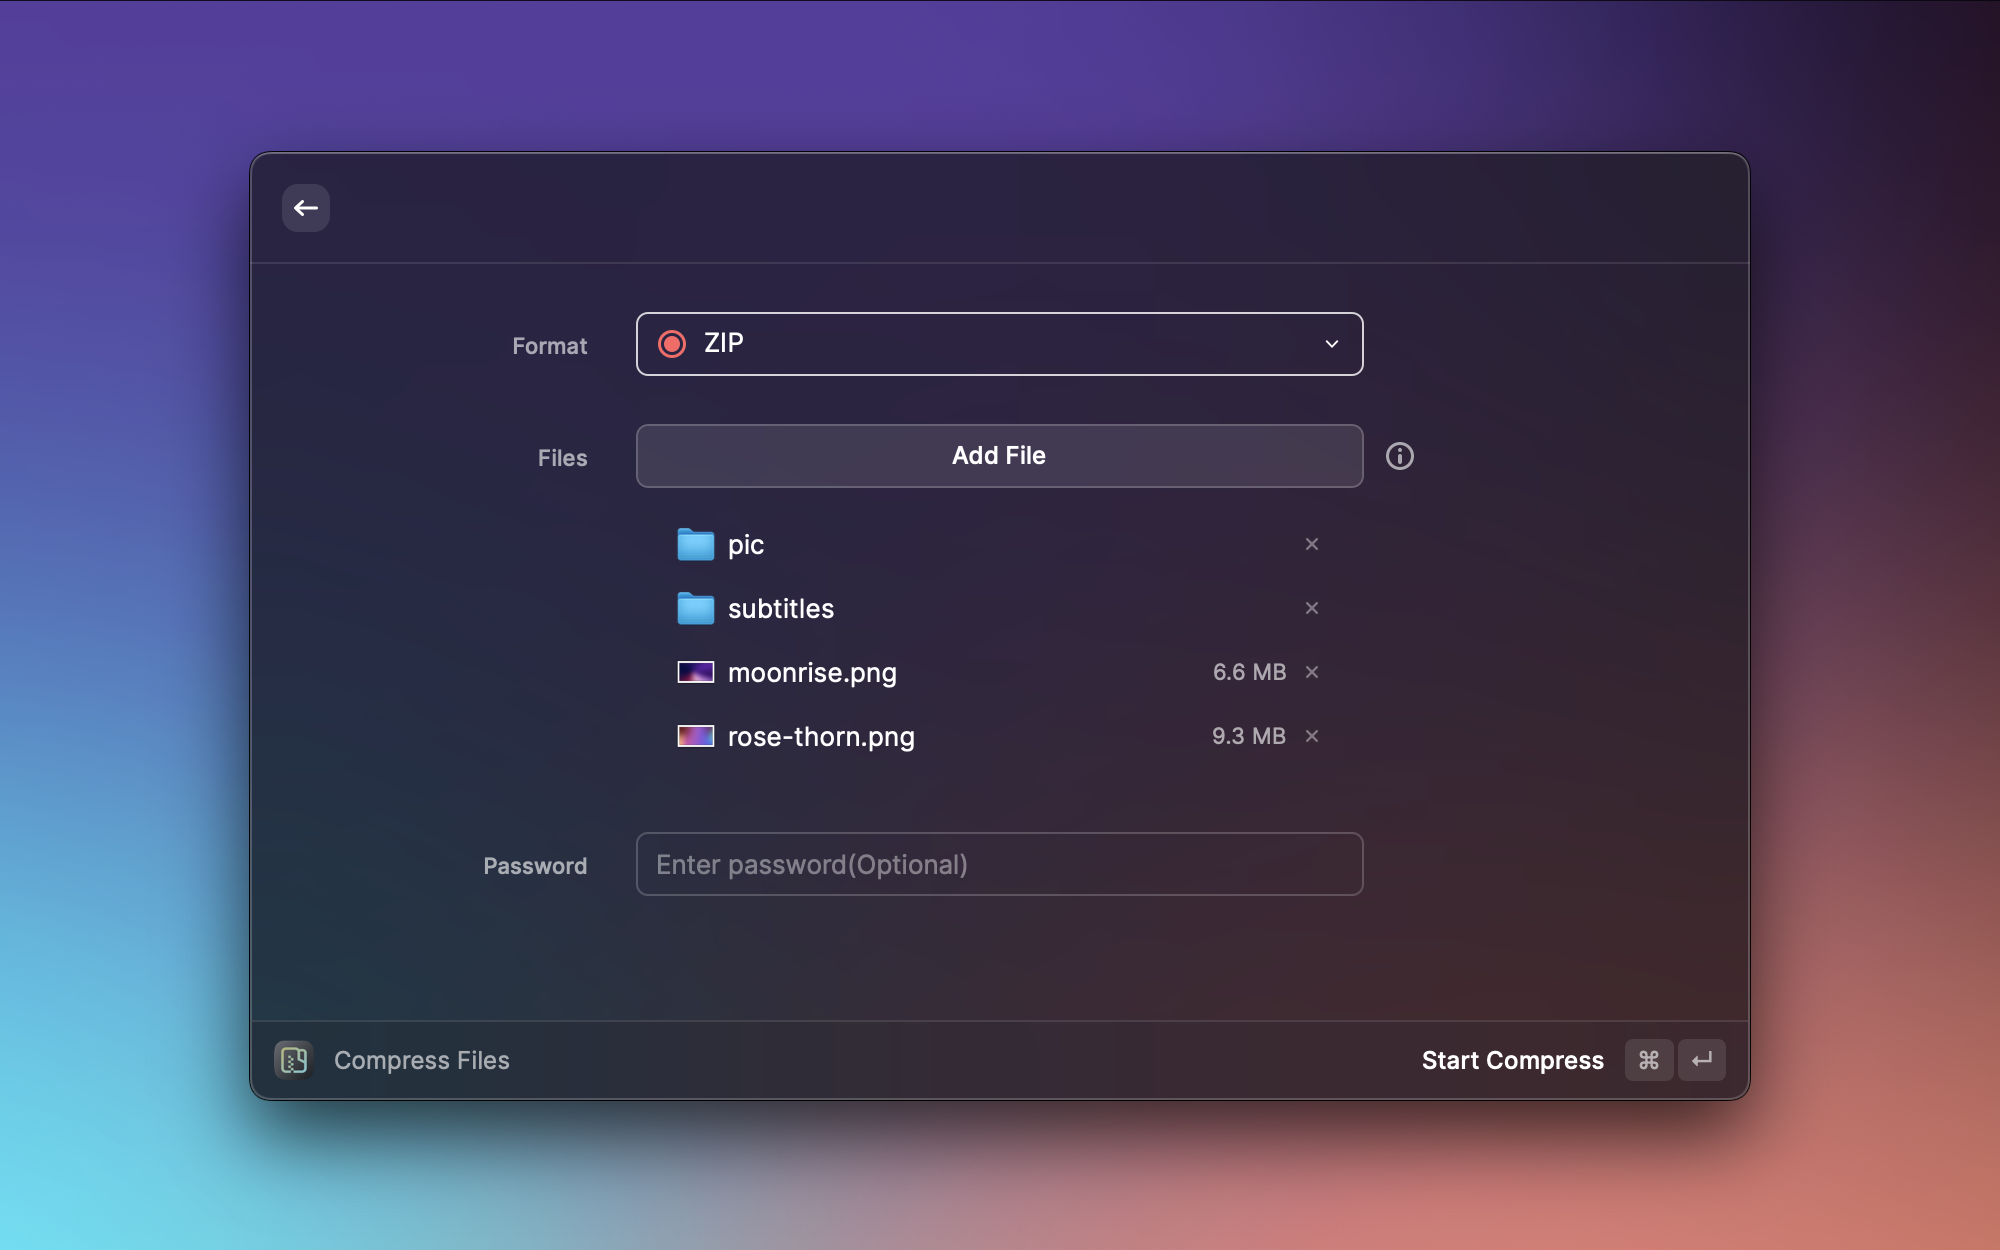 Format
ZIP
Files
Add File
pic
subtitles
moonrise.png 6.6 MB
rose-thorn.png 9.3 MB
Password
Enter password(Optional)
Compress Files
Start Compress ⌘ ↵